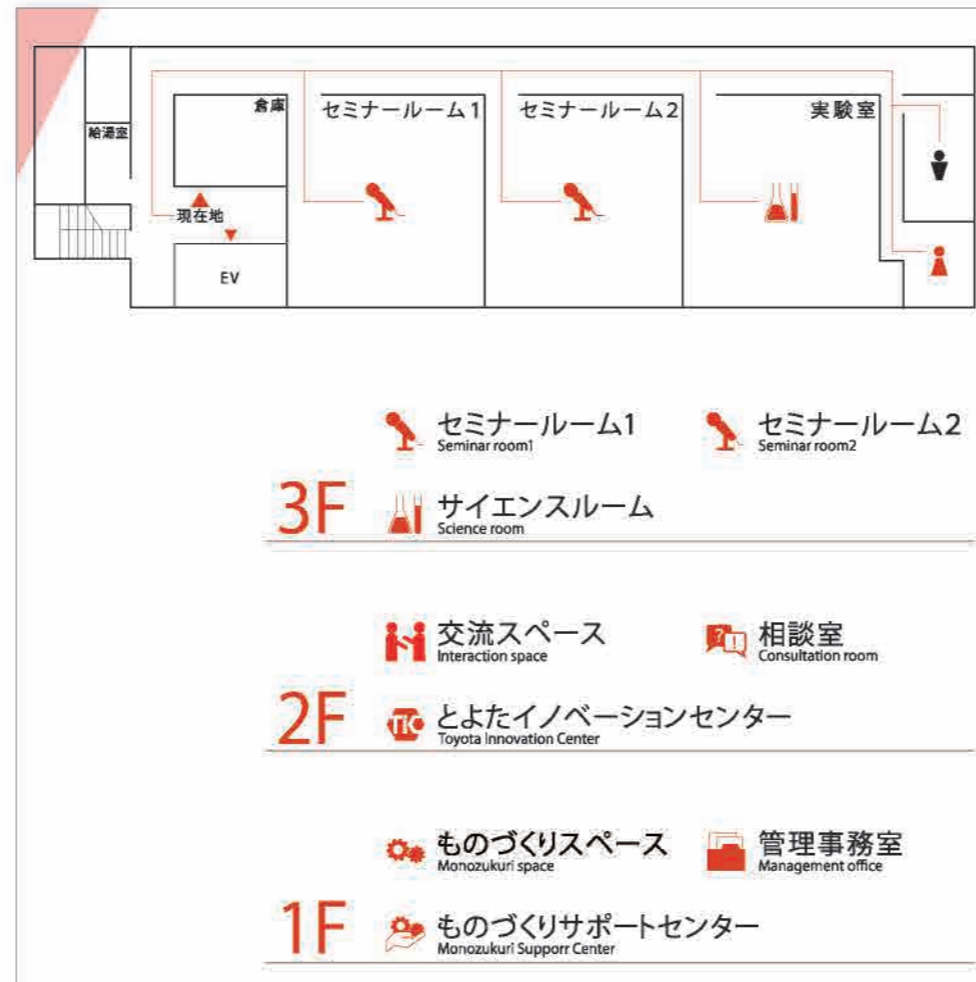 倉庫
セミナールーム1
セミナールーム2
実験室
給湯室
現在地
EV
セミナールーム1
Seminar room1
セミナールーム2
Seminar room2
3F
サイエンスルーム
Science room
交流スペース
Interaction space
?!
相談室
Consultation room
2F
TIC
とよたイノベーションセンター
Toyota Innovation Center
ものづくりスペース
Monozukuri space
管理事務室
Management office
1F
ものづくりサポートセンター
Monozukuri Supporr Center